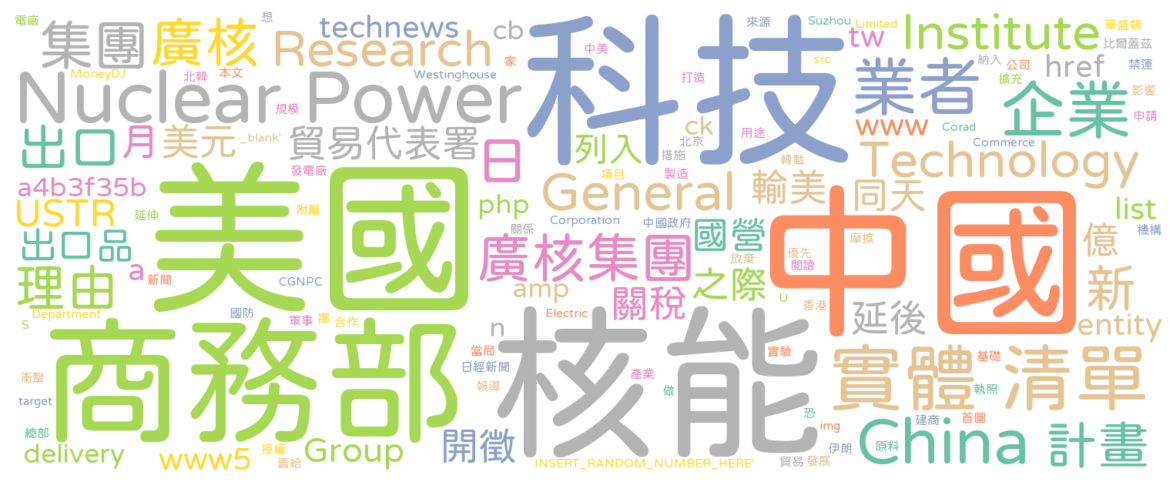 電廠
集團
廣核
technews
cb
想
科技
來源
Suzhou
Limited
華盛頓
tw
Institute
比爾蓋茲
MoneyDJ
北韓
本文
Research
家
中美
src
納入
公司
禁運
Westinghouse
打造
業者
href
擴充
影響
Nuclear Power
規模
ck
北京
用途
www
Corad
企業
申請
出口
月
美元
_blank'
貿易代表署
日
列入
措施
轉載
Commerce
Technology
發電廠
項目
製造
a4b3f35b
美國
General
輸美
同天
中國
list
USTR
延伸
附屬
php
Corporation
中國政府
機構
出口品
關係
國營
摩擦
億
理由
a
新聞
CGNPC
廣核集團
放棄
優先
閱讀
之際
新
amp
關稅
U
S
Department
國防
軍事
挪
合作
n
Electric
香港
延後
entity
商務部
核能
當局
實驗
實體清單
基礎
衝擊
日經新聞
報導
產業
執照
target
做
恐
建商
首圖
總部
img
China
計畫
delivery
授權
Group
開徵
伊朗
原料
www5
賣給
INSERT_RANDOM_NUMBER_HERE'
貿易
發展